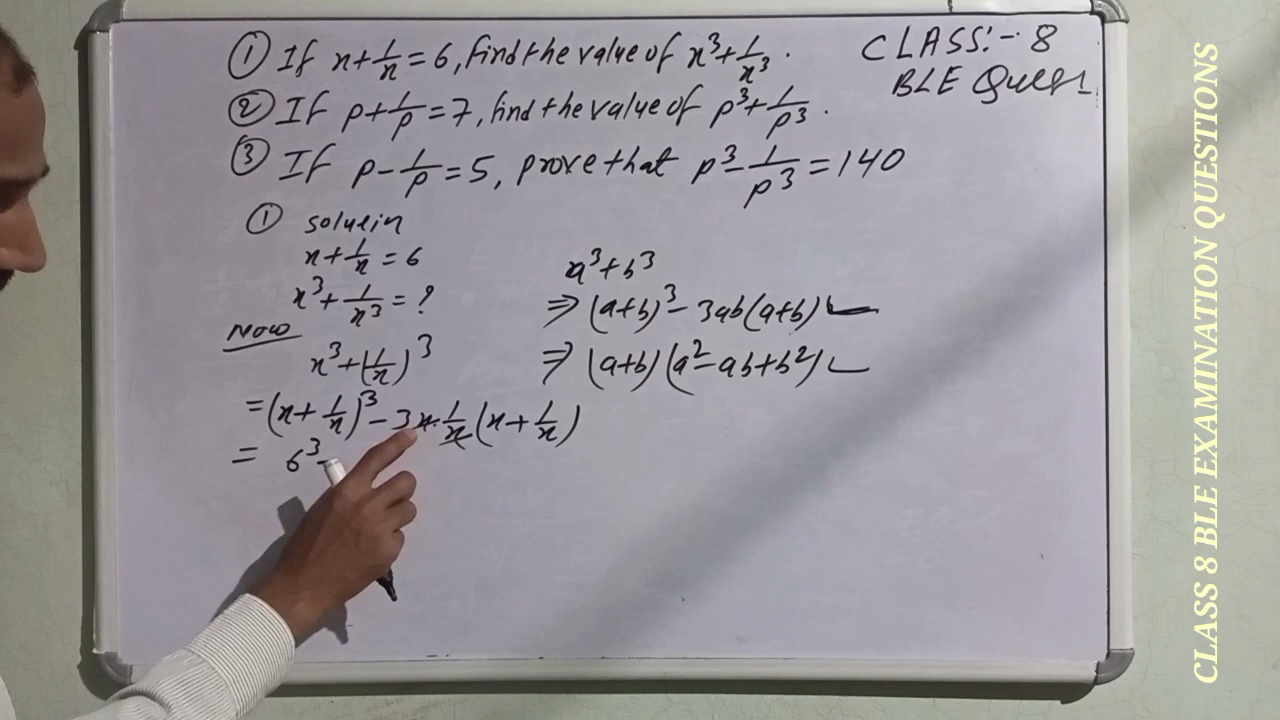 ① If x+1/x=6, find the value of x³+1/x³.
CLASS:- 8
BLE Ques1.
② If p+1/p=7, find the value of p³+1/p³.
③ If p-1/p=5, prove that p³-1/p³=140
① soluein
x+1/x=6
x³+1/x³=?
Now
x³+(1/x)³
=(x+1/x)³-3x.1/x(x+1/x)
= 6³-
a³+b³
⇒(a+b)³-3ab(a+b)
⇒(a+b)(a²-ab+b²)
CLASS 8 BLE EXAMINATION QUESTIONS